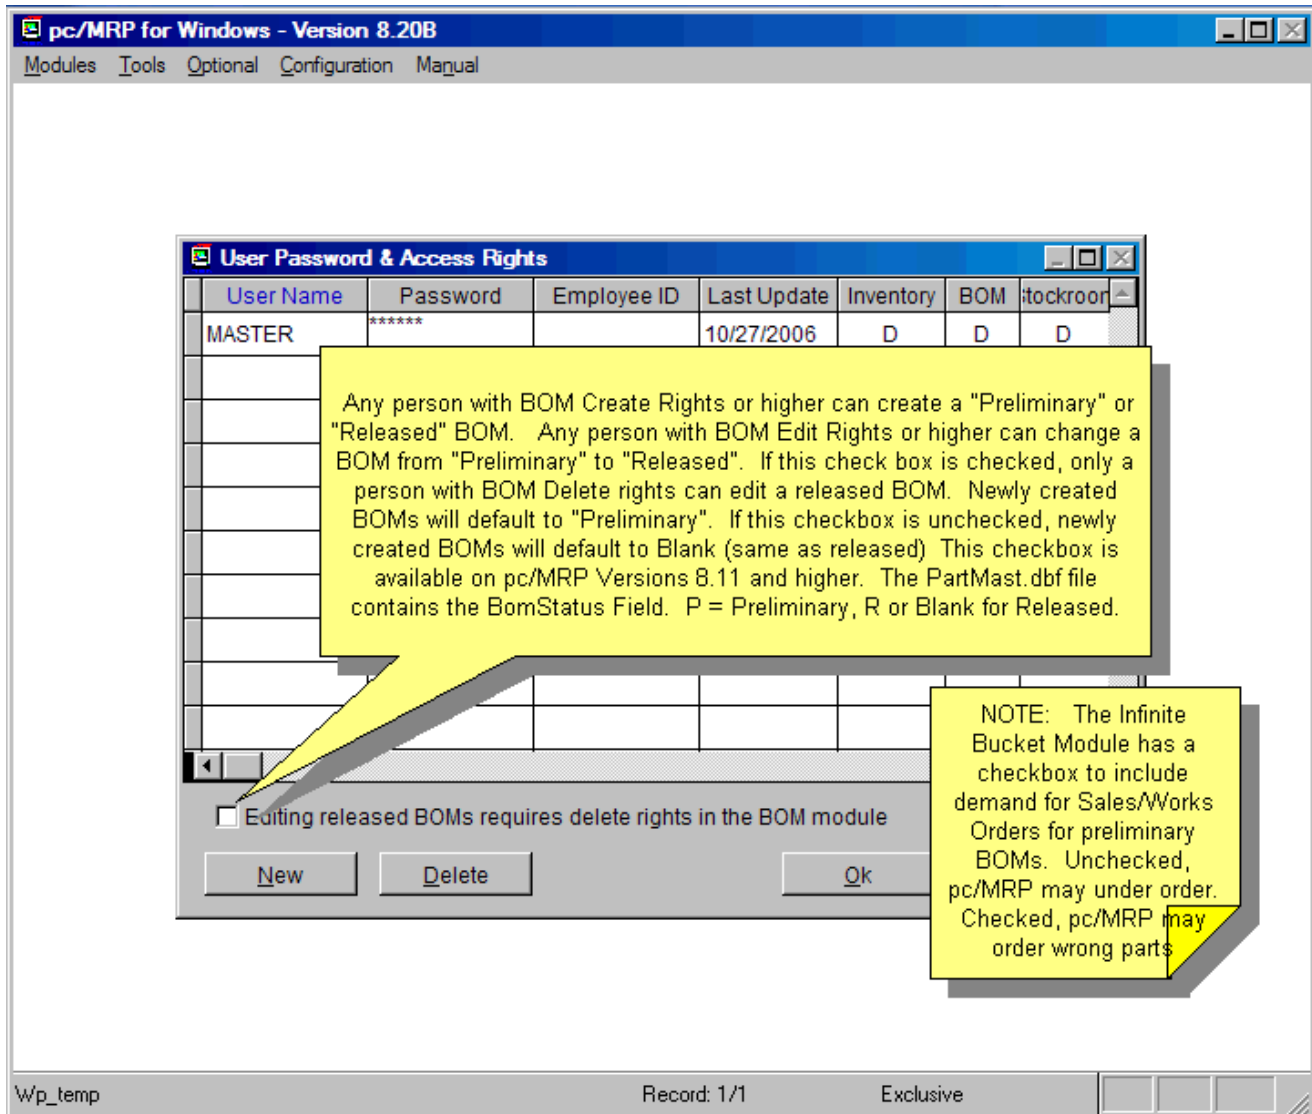 pc/MRP for Windows - Version 8.20B
Modules Tools Optional Configuration Manual
User Password & Access Rights
User Name Password Employee ID Last Update Inventory BOM tockroor
MASTER ****** 10/27/2006 D D D
Any person with BOM Create Rights or higher can create a "Preliminary" or
"Released" BOM. Any person with BOM Edit Rights or higher can change a
BOM from "Preliminary" to "Released". If this check box is checked, only a
person with BOM Delete rights can edit a released BOM. Newly created
BOMs will default to "Preliminary". If this checkbox is unchecked, newly
created BOMs will default to Blank (same as released) This checkbox is
available on pc/MRP Versions 8.11 and higher. The PartMast.dbf file
contains the BomStatus Field. P = Preliminary, R or Blank for Released.
NOTE: The Infinite
Bucket Module has a
checkbox to include
demand for Sales/Works
Orders for preliminary
BOMs. Unchecked,
pc/MRP may under order.
Checked, pc/MRP may
order wrong parts
Editing released BOMs requires delete rights in the BOM module
New Delete Ok
Wp_temp Record: 1/1 Exclusive